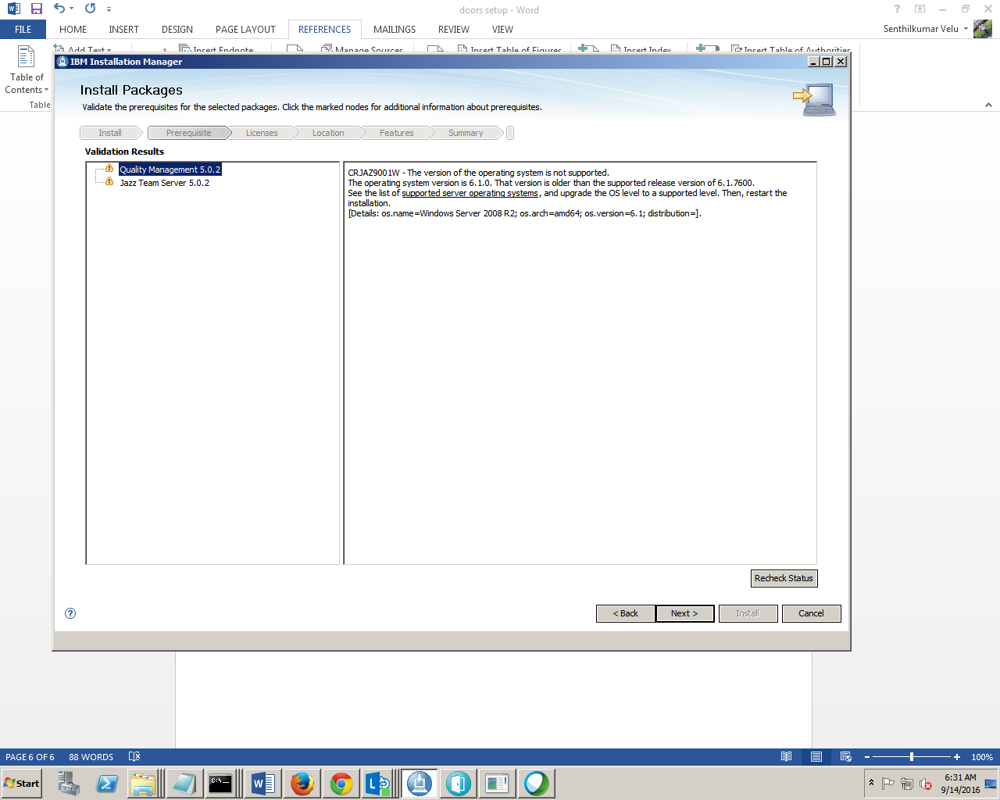 doors setup - Word
FILE HOME INSERT DESIGN PAGE LAYOUT REFERENCES MAILINGS REVIEW VIEW Senthilkumar Velu
Add Text Insert Endnote Manage Sources Insert Table of Figures Insert Index Insert Table of Authorities
Table of
Contents
Table
IBM Installation Manager
Install Packages
Validate the prerequisites for the selected packages. Click the marked nodes for additional information about prerequisites.
Install Prerequisite Licenses Location Features Summary
Validation Results
Quality Management 5.0.2
Jazz Team Server 5.0.2
CRJAZ9001W - The version of the operating system is not supported.
The operating system version is 6.1.0. That version is older than the supported release version of 6.1.7600.
See the list of supported server operating systems, and upgrade the OS level to a supported level. Then, restart the
installation.
[Details: os.name=Windows Server 2008 R2; os.arch=amd64; os.version=6.1; distribution=].
Recheck Status
< Back Next > Install Cancel
PAGE 6 OF 6 88 WORDS 100%
Start
6:31 AM
9/14/2016